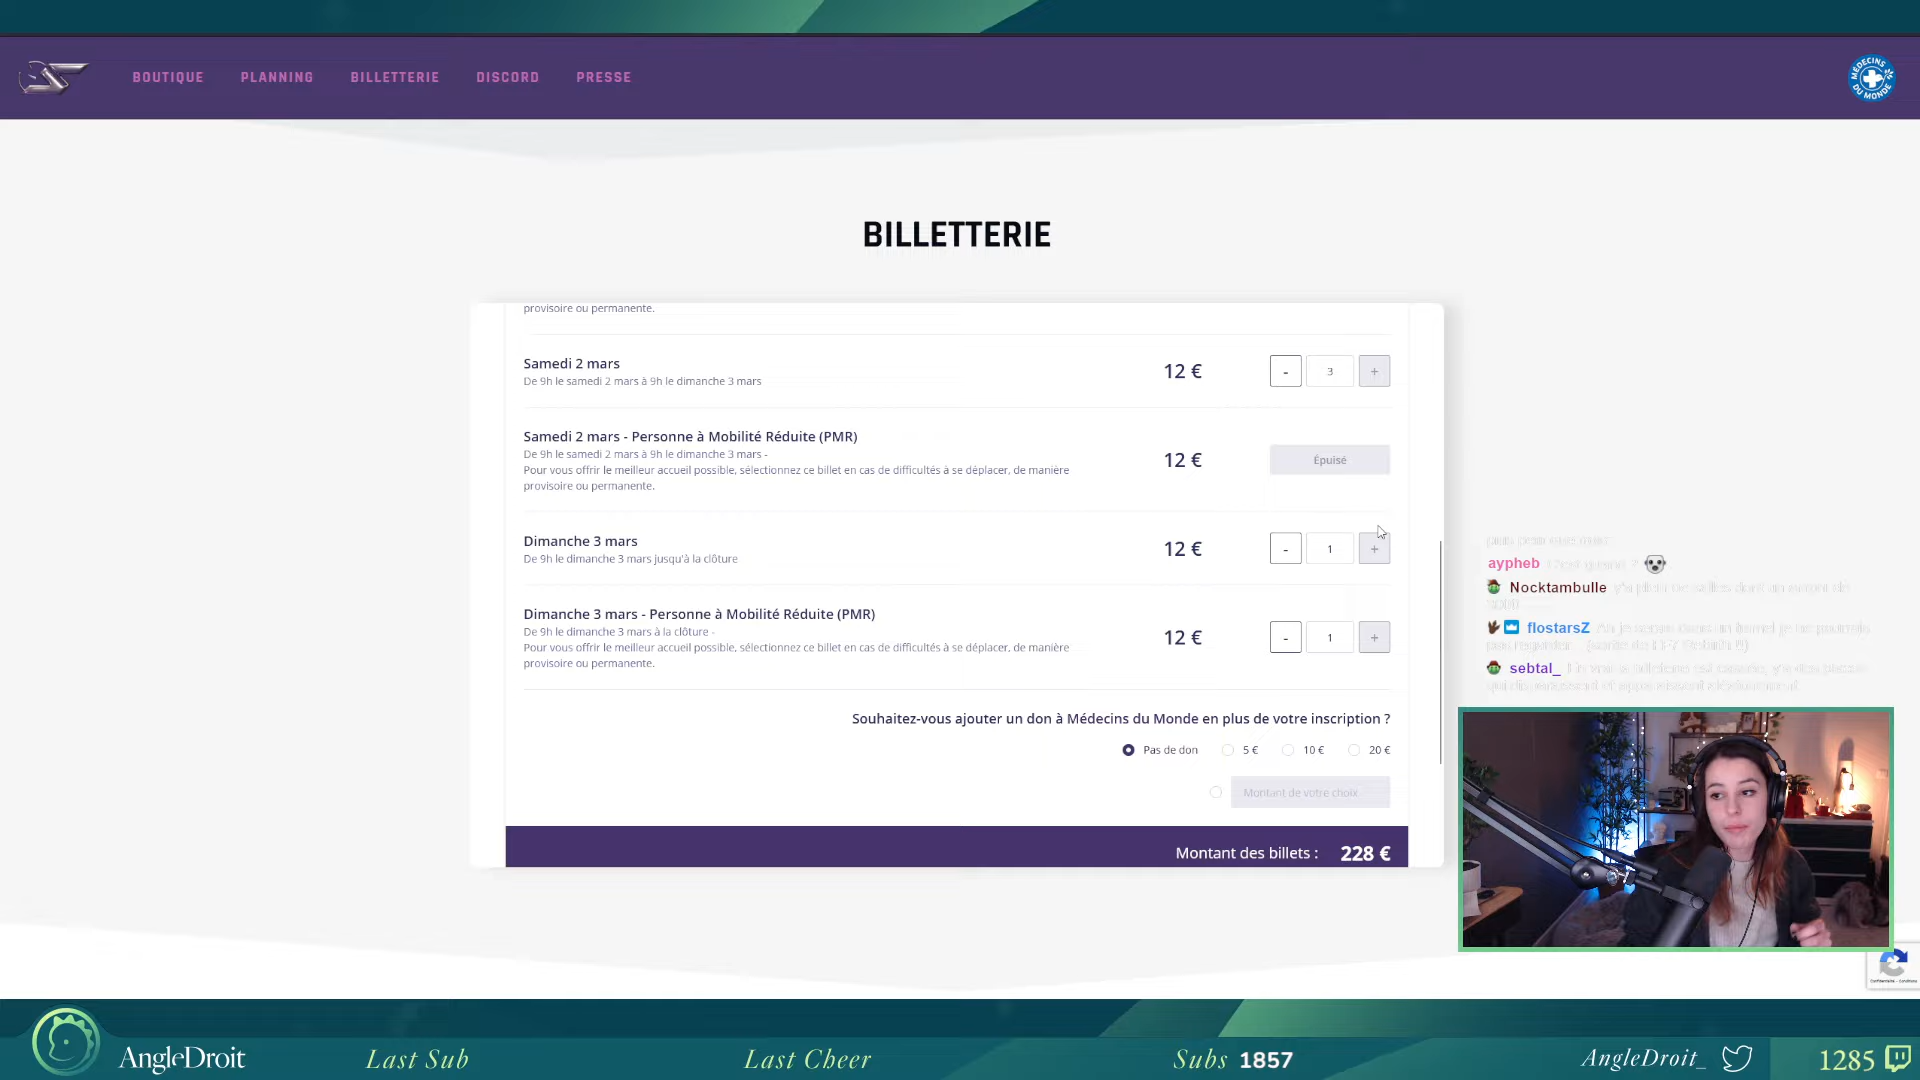 BOUTIQUE
PLANNING
BILLETTERIE
DISCORD
PRESSE
MÉDECINS
DU MONDE
BILLETTERIE
provisoire ou permanente.
Samedi 2 mars
De 9h le samedi 2 mars à 9h le dimanche 3 mars
12 €
- 3 +
Samedi 2 mars - Personne à Mobilité Réduite (PMR)
De 9h le samedi 2 mars à 9h le dimanche 3 mars -
Pour vous offrir le meilleur accueil possible, sélectionnez ce billet en cas de difficultés à se déplacer, de manière
provisoire ou permanente.
12 €
Épuisé
Dimanche 3 mars
De 9h le dimanche 3 mars jusqu'à la clôture
12 €
- 1 +
Dimanche 3 mars - Personne à Mobilité Réduite (PMR)
De 9h le dimanche 3 mars à la clôture -
Pour vous offrir le meilleur accueil possible, sélectionnez ce billet en cas de difficultés à se déplacer, de manière
provisoire ou permanente.
12 €
- 1 +
Souhaitez-vous ajouter un don à Médecins du Monde en plus de votre inscription ?
Pas de don
5 €
10 €
20 €
Montant de votre choix
Montant des billets : 228 €
aypheb
Nocktambulle
flostarsZ
sebtal_
AngleDroit
Last Sub
Last Cheer
Subs 1857
AngleDroit_
1285